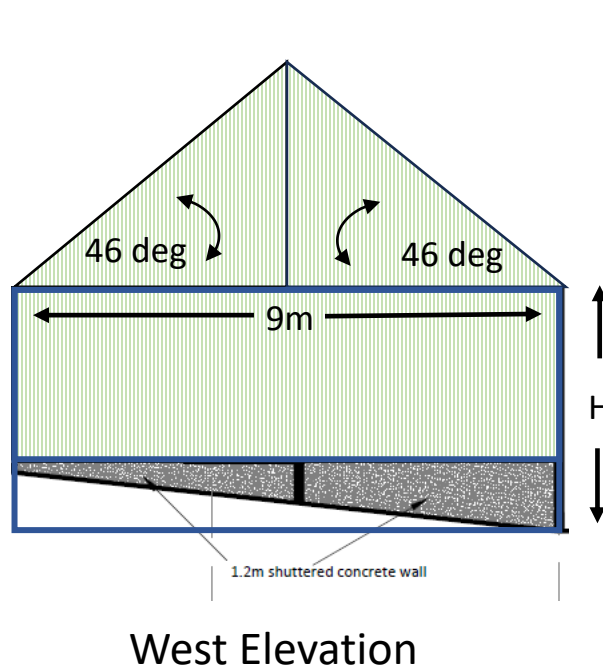 46 deg
46 deg
9m
H
1.2m shuttered concrete wall
West Elevation